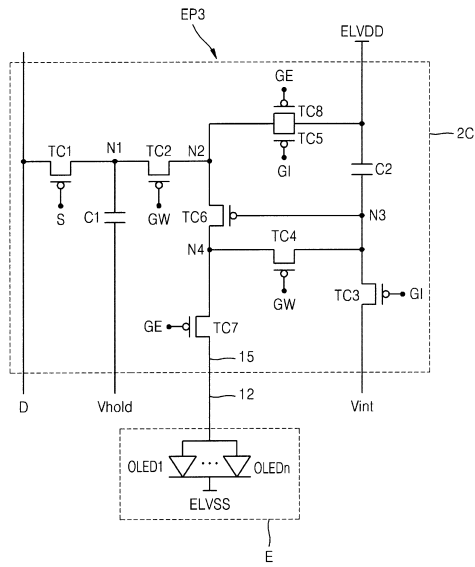 EP3
ELVDD
GE
TC8
TC5
GI
2C
TC1
N1
TC2
N2
C2
S
C1
GW
TC6
N3
N4
TC4
GW
TC3
GI
GE
TC7
15
D
Vhold
12
Vint
OLED1
...
OLEDn
ELVSS
E